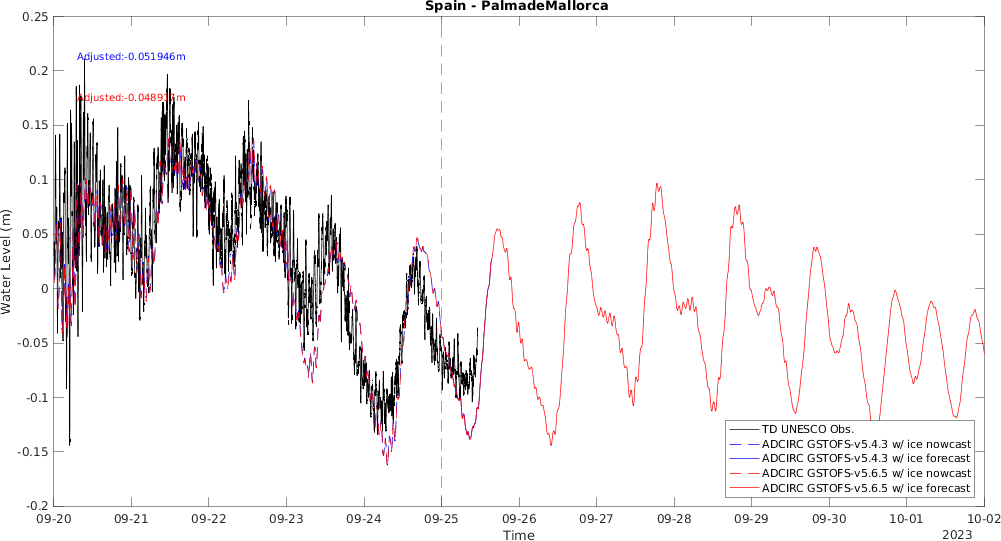 Spain - PalmadeMallorca
0.25
0.2
0.15
0.1
0.05
0
-0.05
-0.1
-0.15
-0.2
Water Level (m)
Adjusted:-0.051946m
TD UNESCO Obs.
ADCIRC GSTOFS-v5.4.3 w/ ice nowcast
ADCIRC GSTOFS-v5.4.3 w/ ice forecast
ADCIRC GSTOFS-v5.6.5 w/ ice nowcast
ADCIRC GSTOFS-v5.6.5 w/ ice forecast
09-20 09-21 09-22 09-23 09-24 09-25 09-26 09-27 09-28 09-29 09-30 10-01 10-02
Time
2023